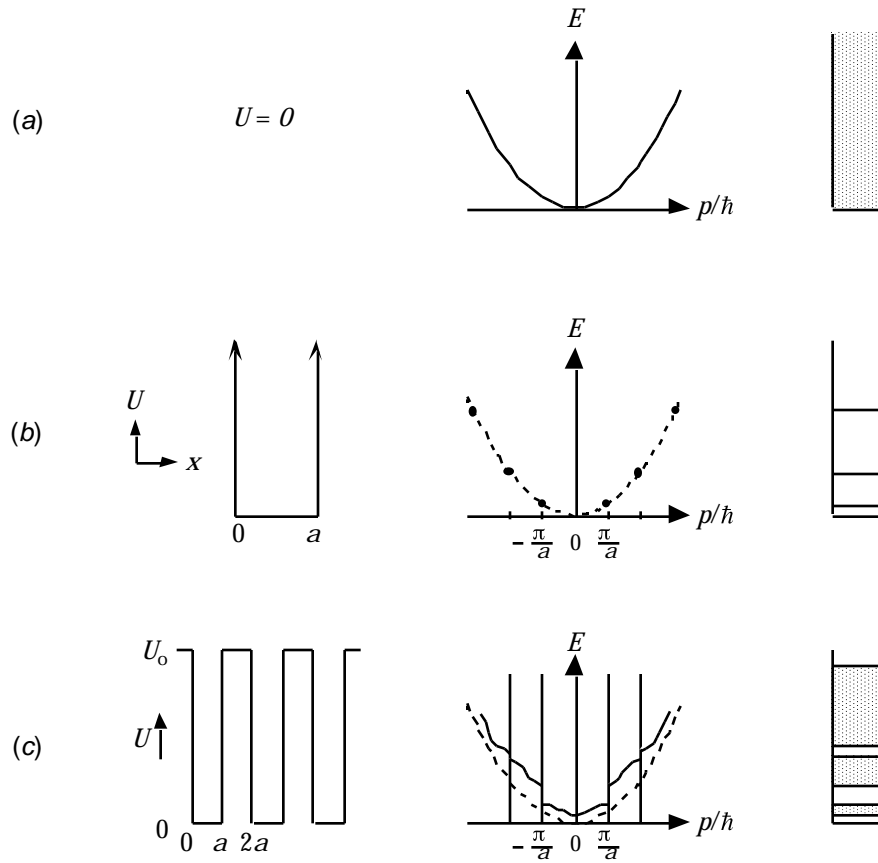 E
(a) U = 0
p/ħ
E
U
(b)
x
p/ħ
0 a
-π/a 0 π/a
E
U₀
U
(c)
0
p/ħ
0 a 2a
-π/a 0 π/a